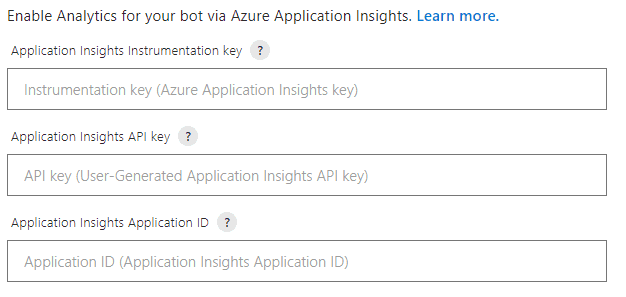 Enable Analytics for your bot via Azure Application Insights. Learn more.
Application Insights Instrumentation key ?
Instrumentation key (Azure Application Insights key)
Application Insights API key ?
API key (User-Generated Application Insights API key)
Application Insights Application ID ?
Application ID (Application Insights Application ID)